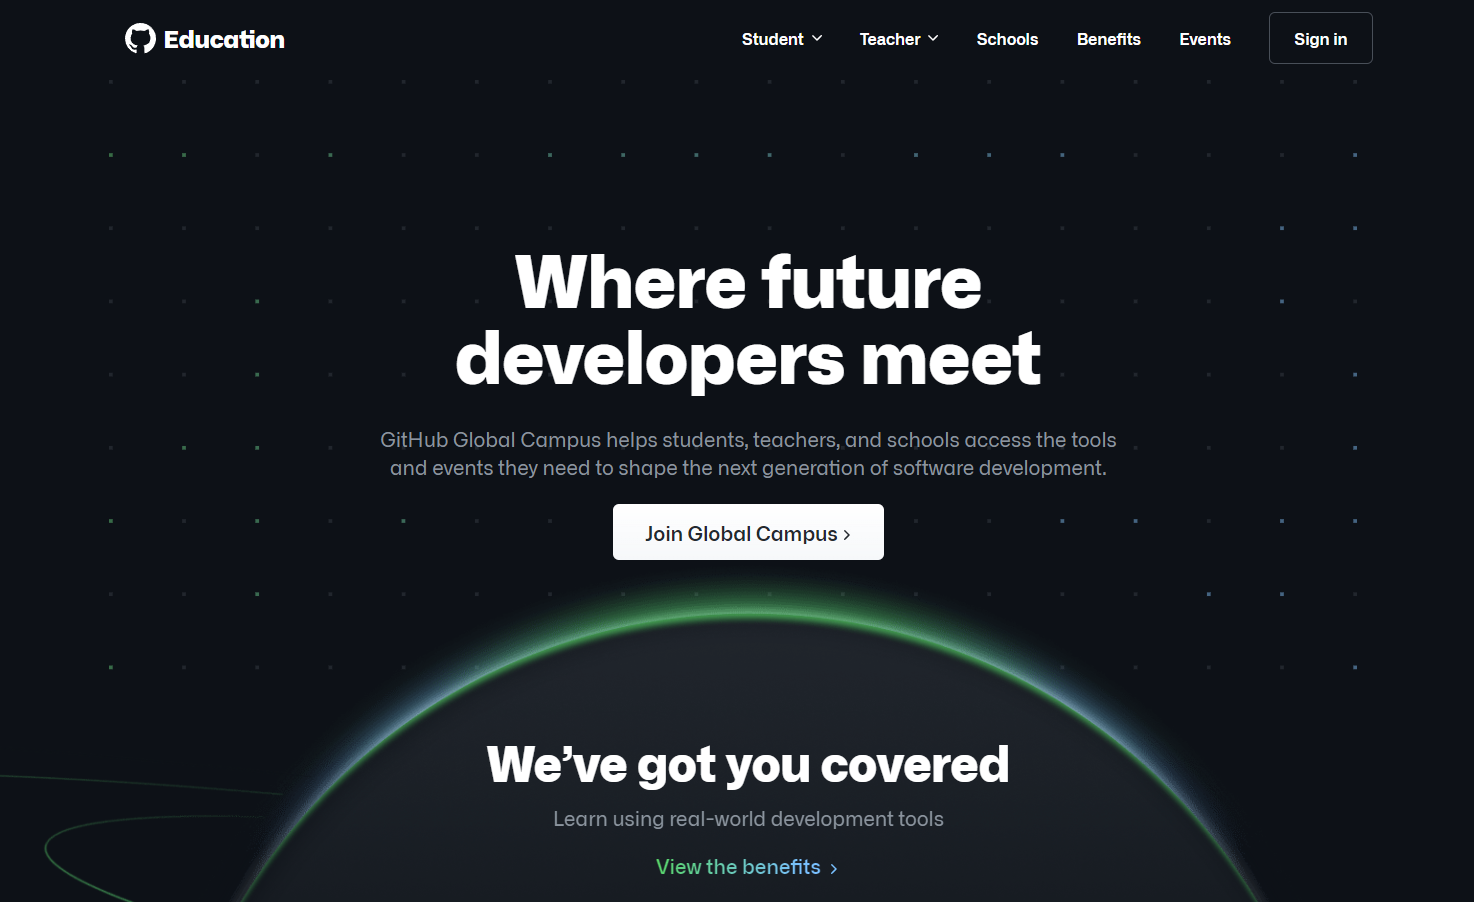 Education
Student
Teacher
Schools
Benefits
Events
Sign in
Where future
developers meet
GitHub Global Campus helps students, teachers, and schools access the tools
and events they need to shape the next generation of software development.
Join Global Campus ›
We’ve got you covered
Learn using real-world development tools
View the benefits ›